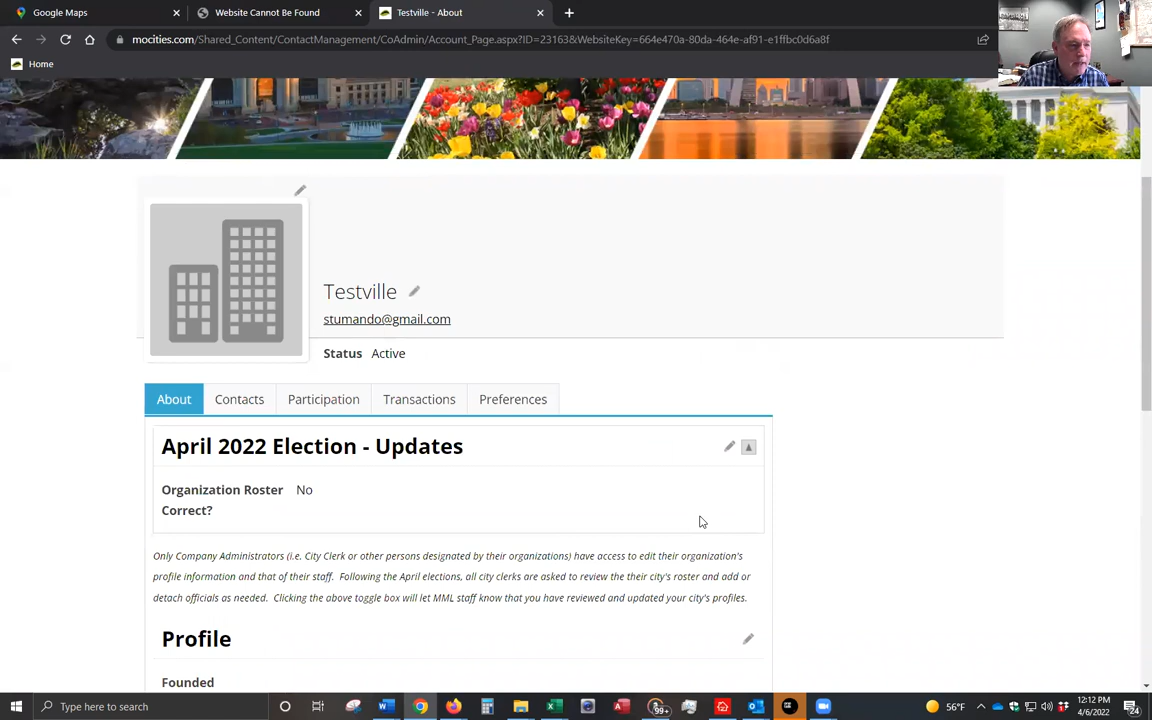 Google Maps
Website Cannot Be Found
Testville - About
mocities.com/Shared_Content/ContactManagement/CoAdmin/Account_Page.aspx?ID=23163&WebsiteKey=664e470a-80da-464e-af91-e1ffbc0d6a8f
Home
Testville
stumando@gmail.com
Status Active
About Contacts Participation Transactions Preferences
April 2022 Election - Updates
Organization Roster No
Correct?
Only Company Administrators (i.e. City Clerk or other persons designated by their organizations) have access to edit their organization's
profile information and that of their staff. Following the April elections, all city clerks are asked to review the their city's roster and add or
detach officials as needed. Clicking the above toggle box will let MML staff know that you have reviewed and updated your city's profiles.
Profile
Founded
Type here to search
99+
56°F
12:12 PM
4/6/2022
24